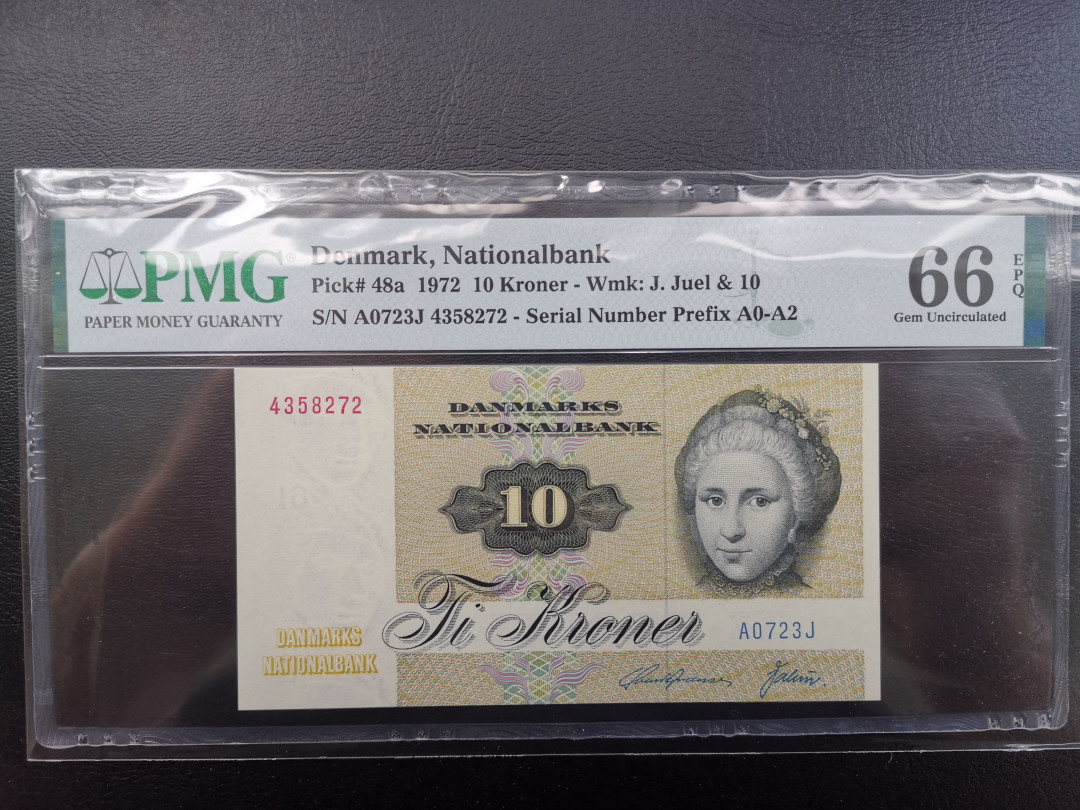 PMG®
PAPER MONEY GUARANTY
Denmark, Nationalbank
Pick# 48a 1972 10 Kroner - Wmk: J. Juel & 10
S/N A0723J 4358272 - Serial Number Prefix A0-A2
66 EPQ
Gem Uncirculated
4358272
DANMARKS
NATIONALBANK
10
Ti Kroner
A0723J
DANMARKS
NATIONALBANK